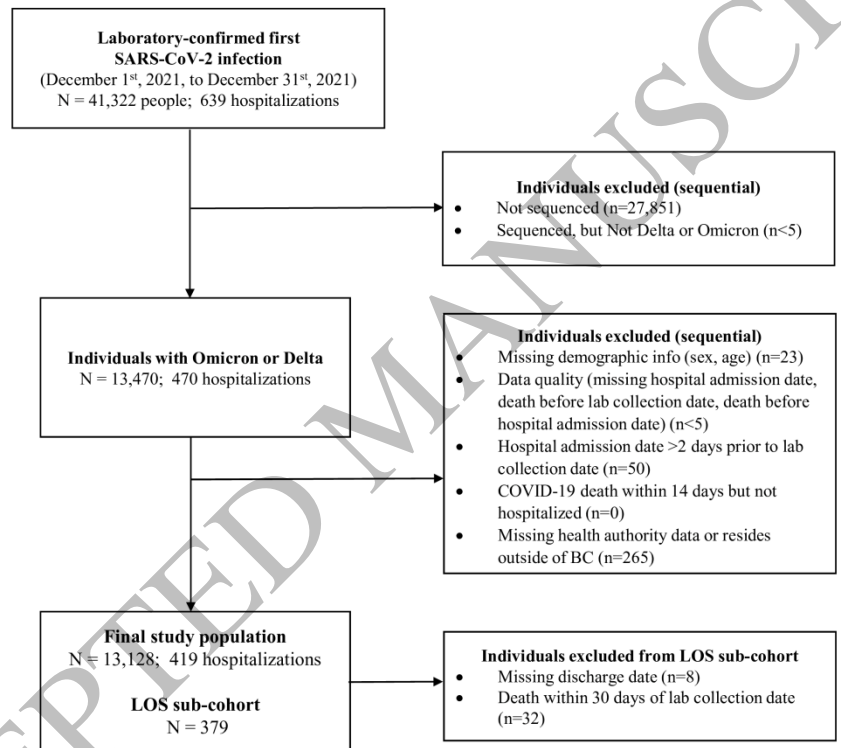 Laboratory-confirmed first
SARS-CoV-2 infection
(December 1st, 2021, to December 31st, 2021)
N = 41,322 people; 639 hospitalizations
Individuals excluded (sequential)
• Not sequenced (n=27,851)
• Sequenced, but Not Delta or Omicron (n<5)
Individuals with Omicron or Delta
N = 13,470; 470 hospitalizations
Individuals excluded (sequential)
• Missing demographic info (sex, age) (n=23)
• Data quality (missing hospital admission date,
death before lab collection date, death before
hospital admission date) (n<5)
• Hospital admission date >2 days prior to lab
collection date (n=50)
• COVID-19 death within 14 days but not
hospitalized (n=0)
• Missing health authority data or resides
outside of BC (n=265)
Final study population
N = 13,128; 419 hospitalizations
LOS sub-cohort
N = 379
Individuals excluded from LOS sub-cohort
• Missing discharge date (n=8)
• Death within 30 days of lab collection date
(n=32)
EPTED MANUSC